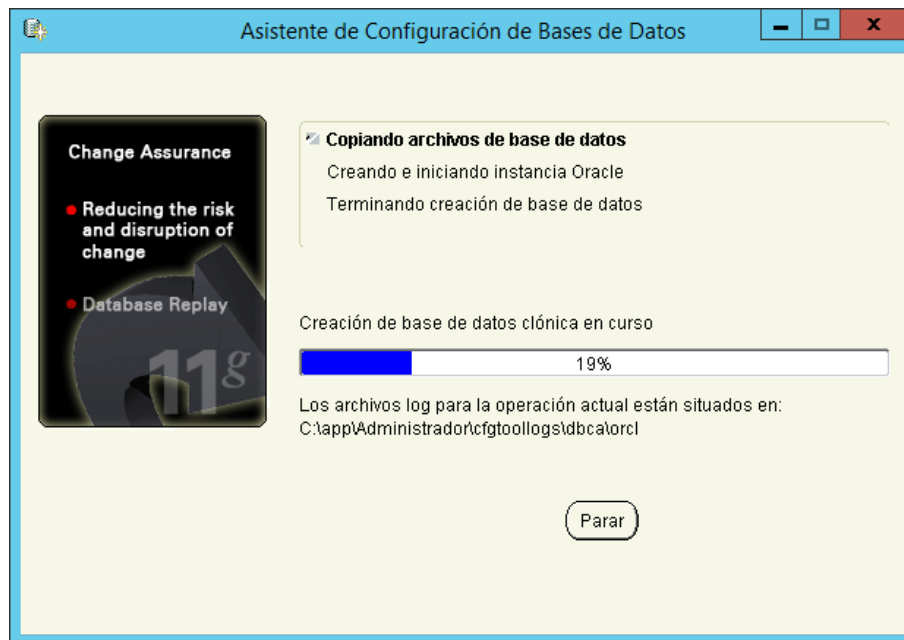 Asistente de Configuración de Bases de Datos
Change Assurance
Reducing the risk
and disruption of
change
Database Replay
11g
Copiando archivos de base de datos
Creando e iniciando instancia Oracle
Terminando creación de base de datos
Creación de base de datos clónica en curso
19%
Los archivos log para la operación actual están situados en:
C:\app\Administrador\cfgtoollogs\dbca\orcl
Parar